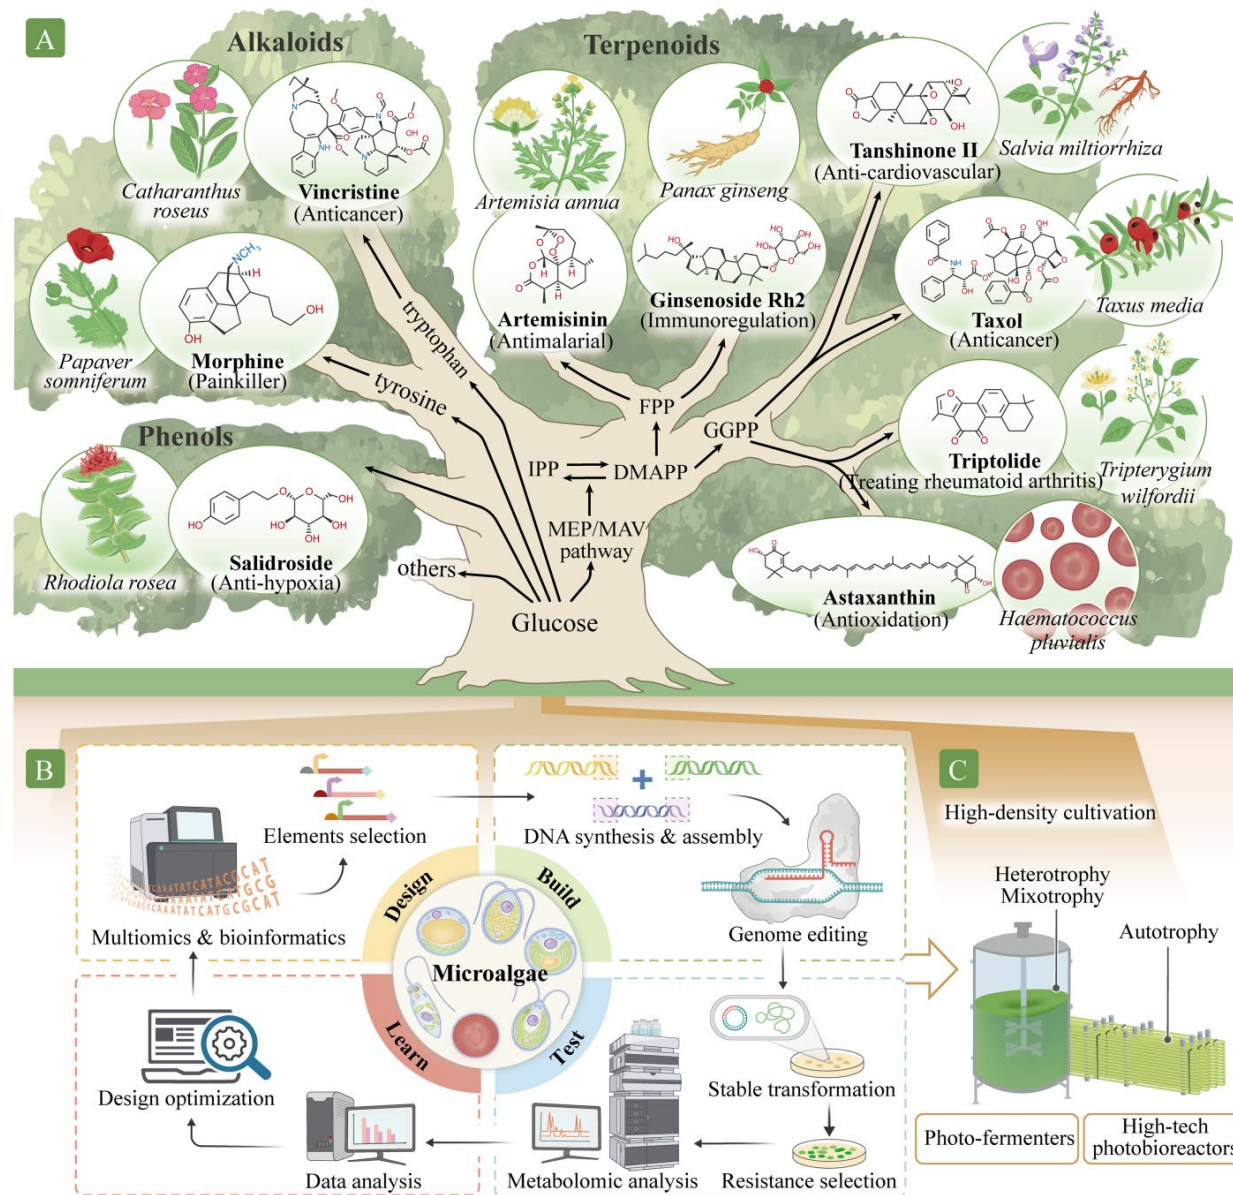 A
Alkaloids
Terpenoids
Catharanthus
roseus
Vincristine
(Anticancer)
Artemisia annua
Panax ginseng
Tanshinone II
(Anti-cardiovascular)
Salvia miltiorrhiza
Papaver
somniferum
NCH3
H
OH
OH
Morphine
(Painkiller)
tryptophan
tyrosine
Artemisinin
(Antimalarial)
Ginsenoside Rh2
(Immunoregulation)
Taxol
(Anticancer)
Taxus media
Phenols
Rhodiola rosea
Salidroside
(Anti-hypoxia)
FPP
GGPP
IPP
DMAPP
MEP/MAV
pathway
others
Glucose
Triptolide
(Treating rheumatoid arthritis)
Tripterygium
wilfordii
Astaxanthin
(Antioxidation)
Haematococcus
pluvialis
B
Elements selection
Multiomics & bioinformatics
DNA synthesis & assembly
Genome editing
Design
Build
Microalgae
Learn
Test
Design optimization
Data analysis
Metabolomic analysis
Stable transformation
Resistance selection
C
High-density cultivation
Heterotrophy
Mixotrophy
Autotrophy
Photo-fermenters
High-tech
photobioreactors